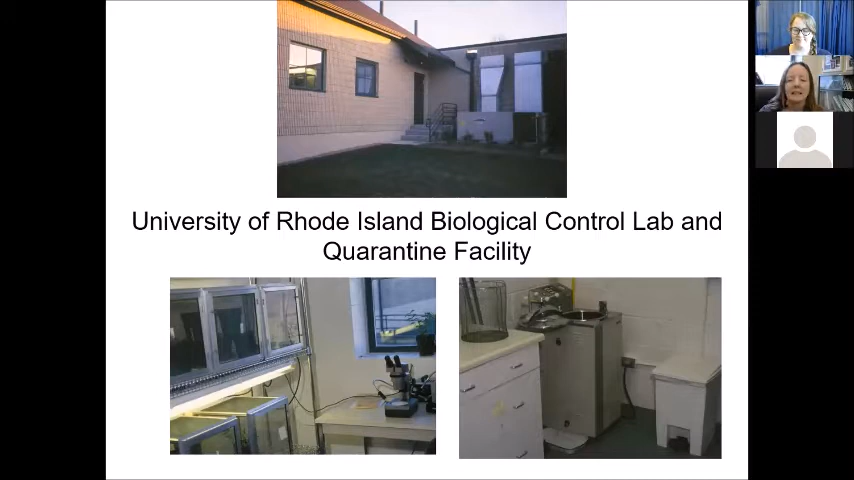 University of Rhode Island Biological Control Lab and
Quarantine Facility